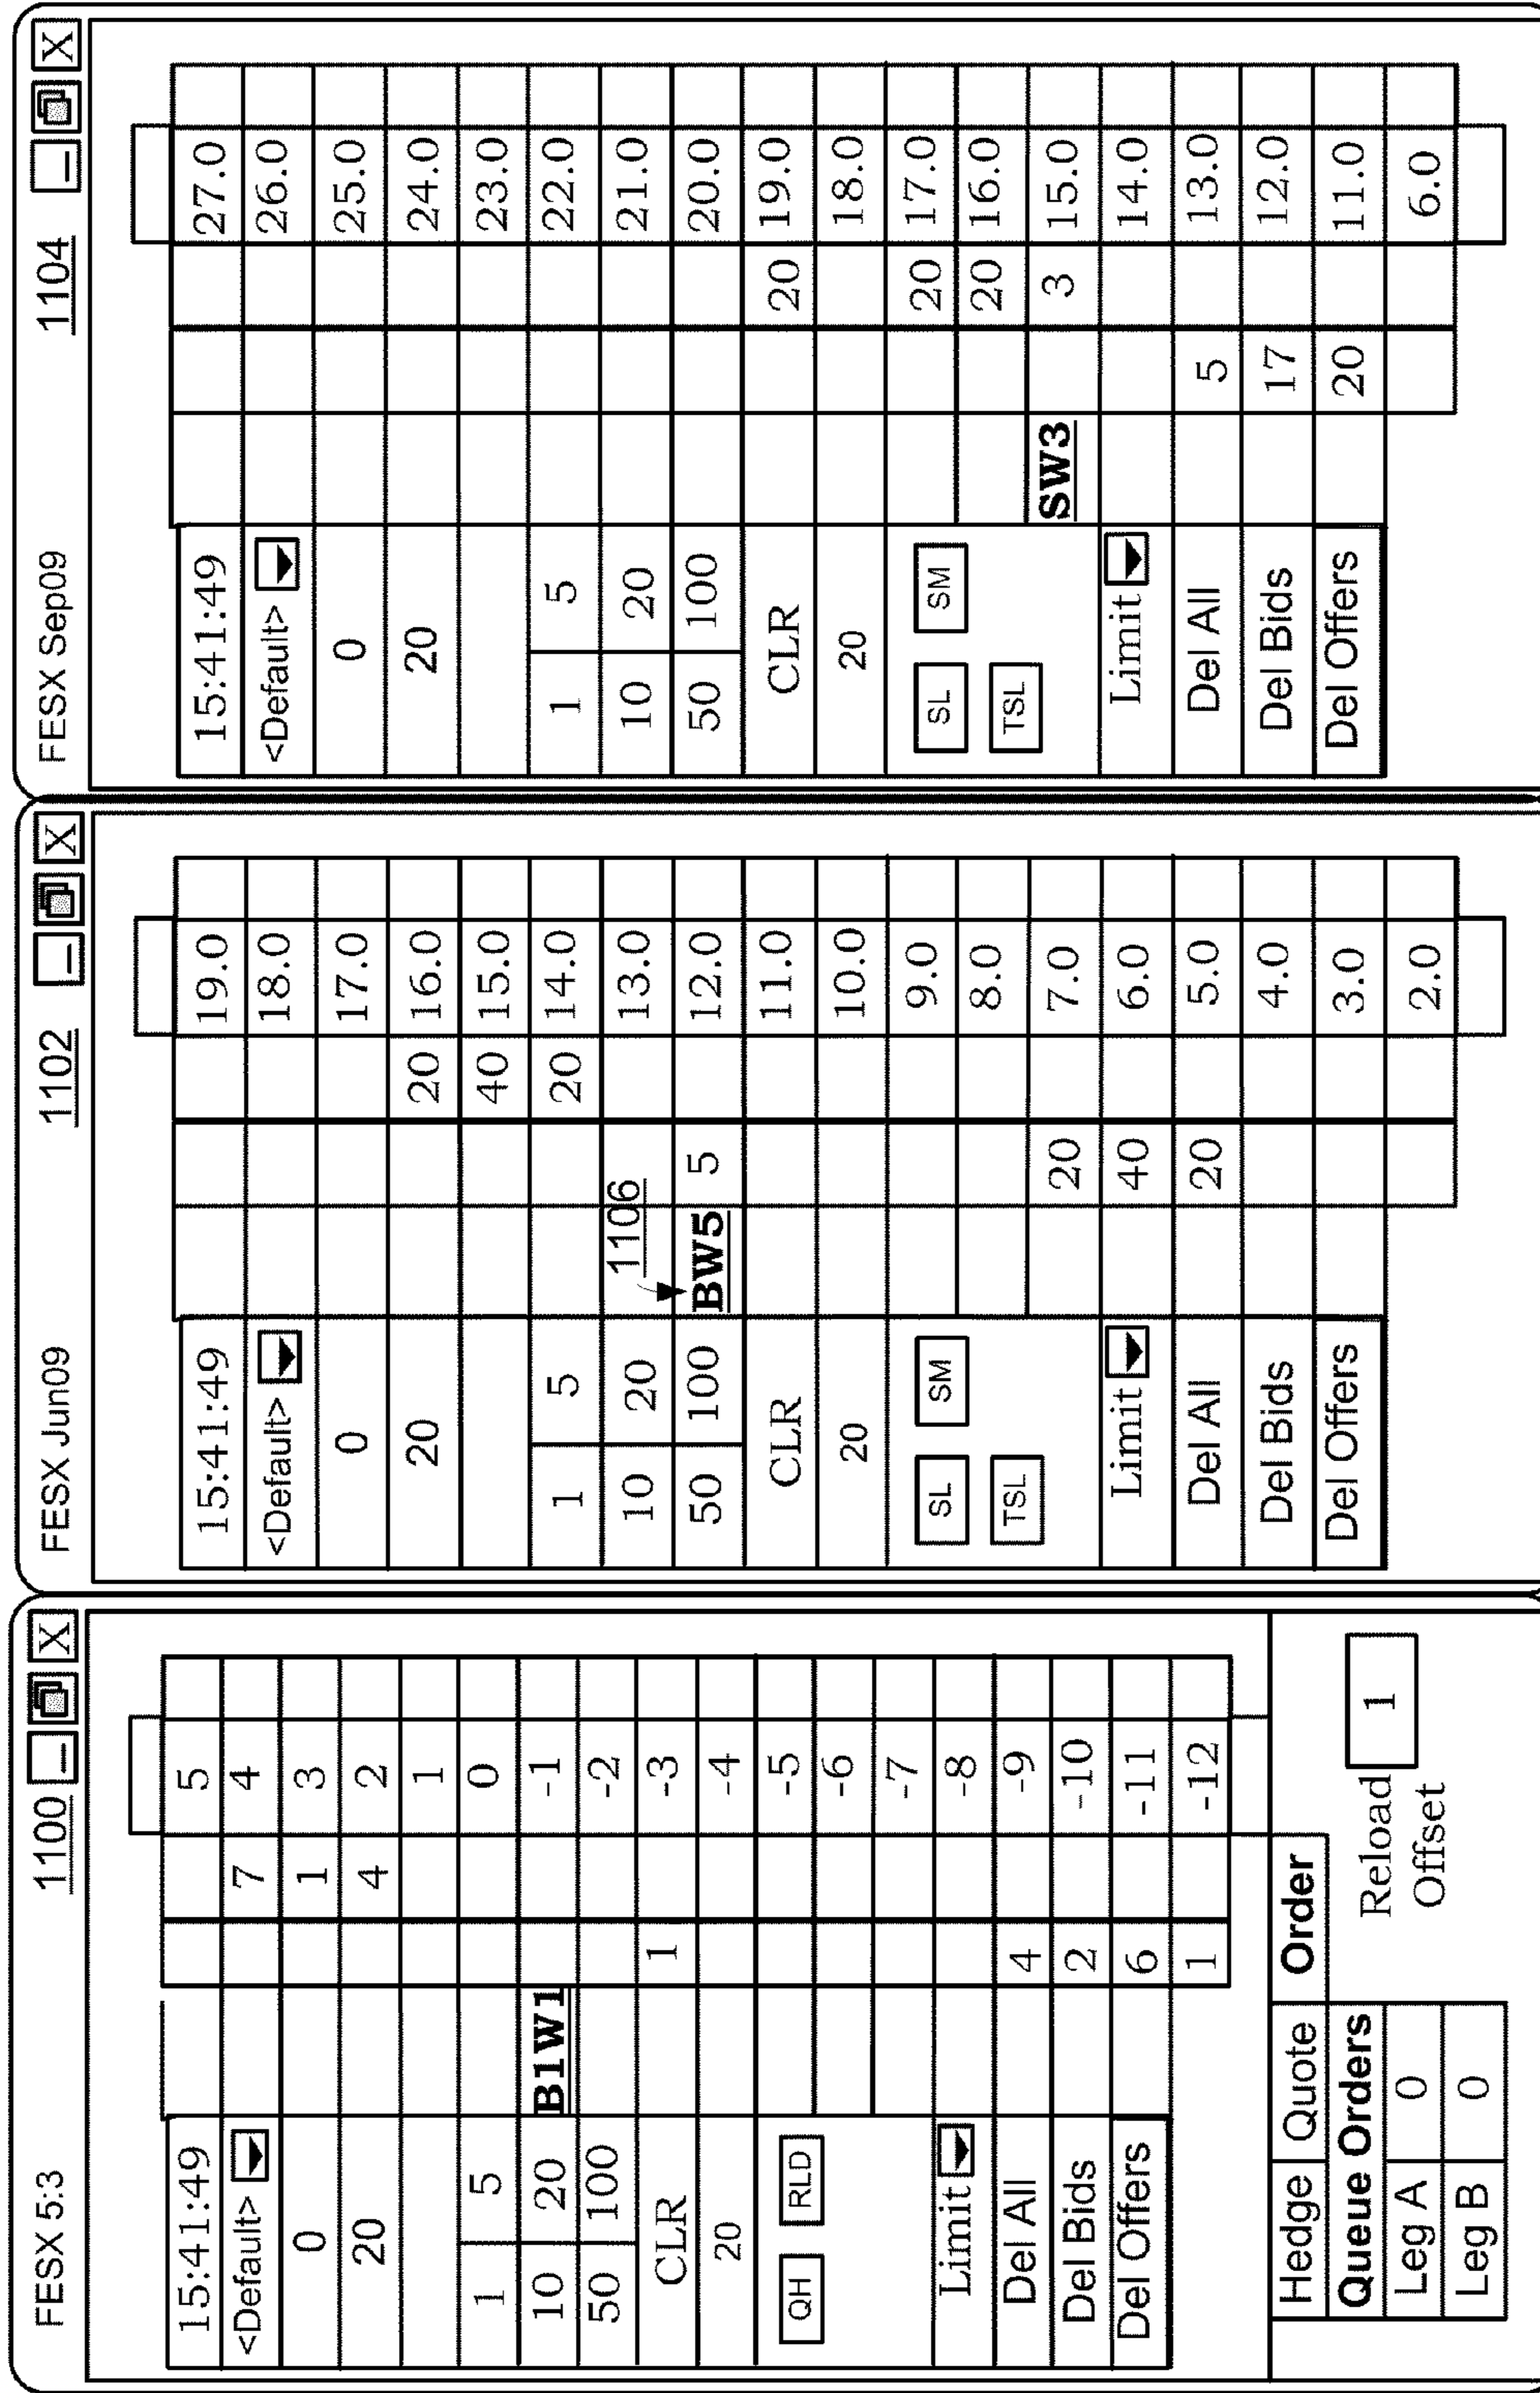 FESX 5:3 1100 _ X
5
15:41:49
<Default> 7 4
0 1 3
20 4 2
1
1 5 0
10 20 B1W1 -1
50 100 -2
CLR 1 -3
20 -4
-5
QH RLD -6
-7
Limit -8
Del All 4 -9
Del Bids 2 -10
Del Offers 6 -11
1 -12
Hedge Quote Order
Queue Orders
Leg A 0
Leg B 0
Reload 1
Offset
FESX Jun09 1102 _ X
15:41:49 19.0
<Default> 18.0
0 17.0
20 20 16.0
40 15.0
1 5 20 14.0
10 20 1106 13.0
50 100 BW5 5 12.0
CLR 11.0
20 10.0
SL SM 9.0
TSL 8.0
20 7.0
Limit 40 6.0
Del All 20 5.0
Del Bids 4.0
Del Offers 3.0
2.0
FESX Sep09 1104 _ X
15:41:49 27.0
<Default> 26.0
0 25.0
20 24.0
23.0
1 5 22.0
10 20 21.0
50 100 20.0
CLR 20 19.0
20 18.0
SL SM 20 17.0
TSL 20 16.0
SW3 3 15.0
Limit 14.0
Del All 5 13.0
Del Bids 17 12.0
Del Offers 20 11.0
6.0